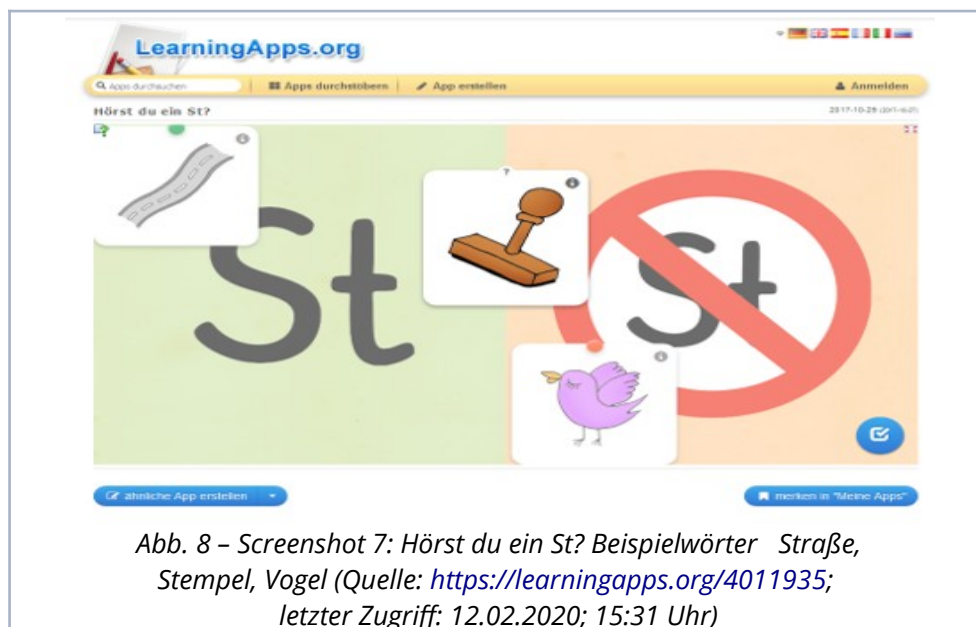 LearningApps.org
Apps durchsuchen Apps durchstöbern App erstellen Anmelden
Hörst du ein St? 2017-10-29
?
St St
ähnliche App erstellen merken in "Meine Apps"
Abb. 8 – Screenshot 7: Hörst du ein St? Beispielwörter Straße,
Stempel, Vogel (Quelle: https://learningapps.org/4011935;
letzter Zugriff: 12.02.2020; 15:31 Uhr)